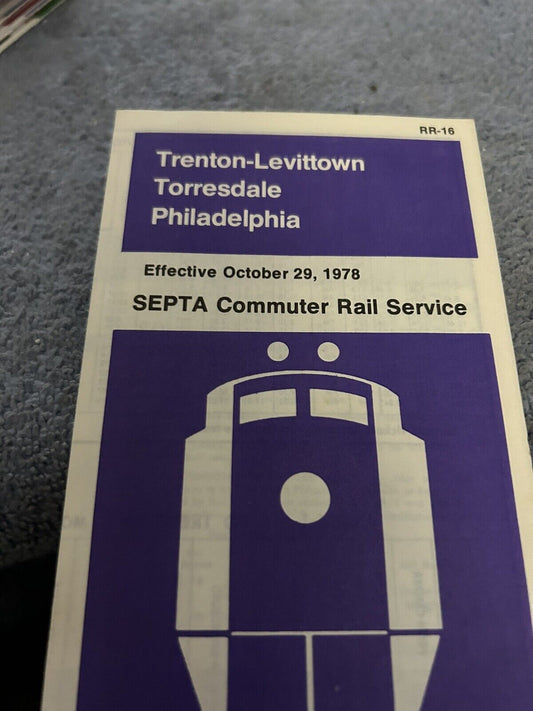 RR-16
Trenton-Levittown
Torresdale
Philadelphia
Effective October 29, 1978
SEPTA Commuter Rail Service